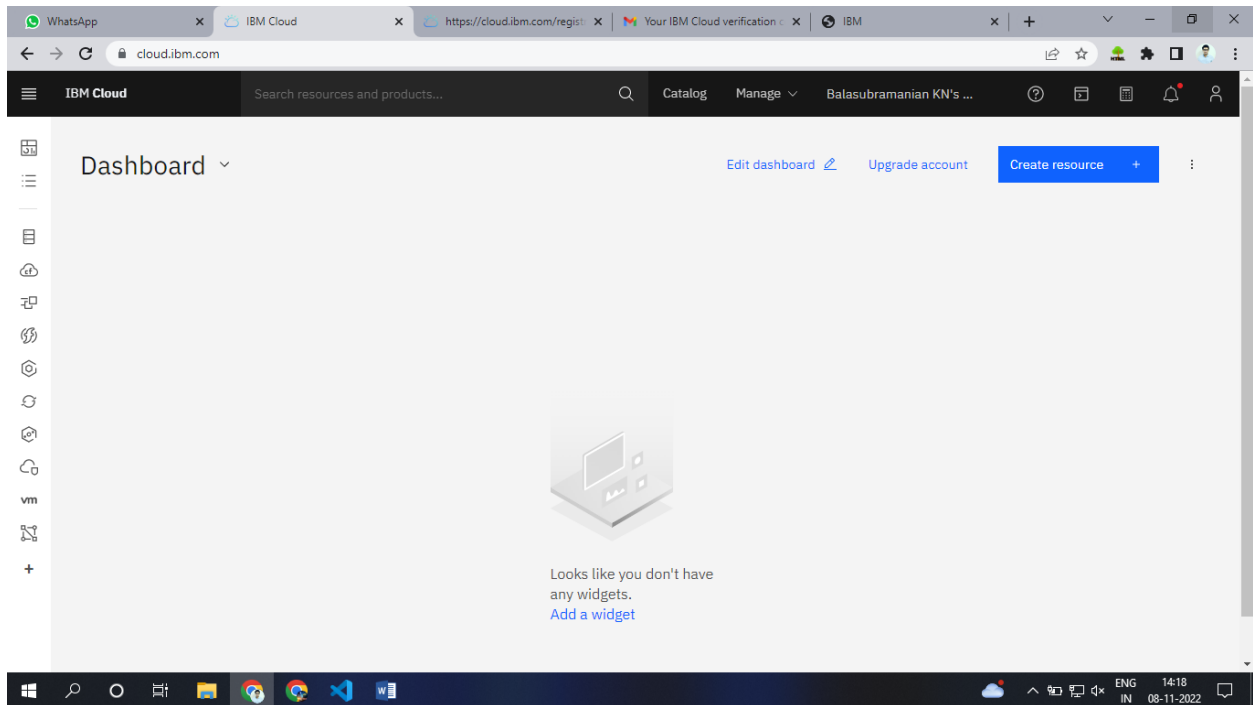 WhatsApp
IBM Cloud
https://cloud.ibm.com/regist
Your IBM Cloud verification c
IBM
cloud.ibm.com
IBM Cloud
Search resources and products...
Catalog
Manage
Balasubramanian KN's ...
Dashboard
Edit dashboard
Upgrade account
Create resource +
cf
vm
Looks like you don't have
any widgets.
Add a widget
ENG
IN
14:18
08-11-2022